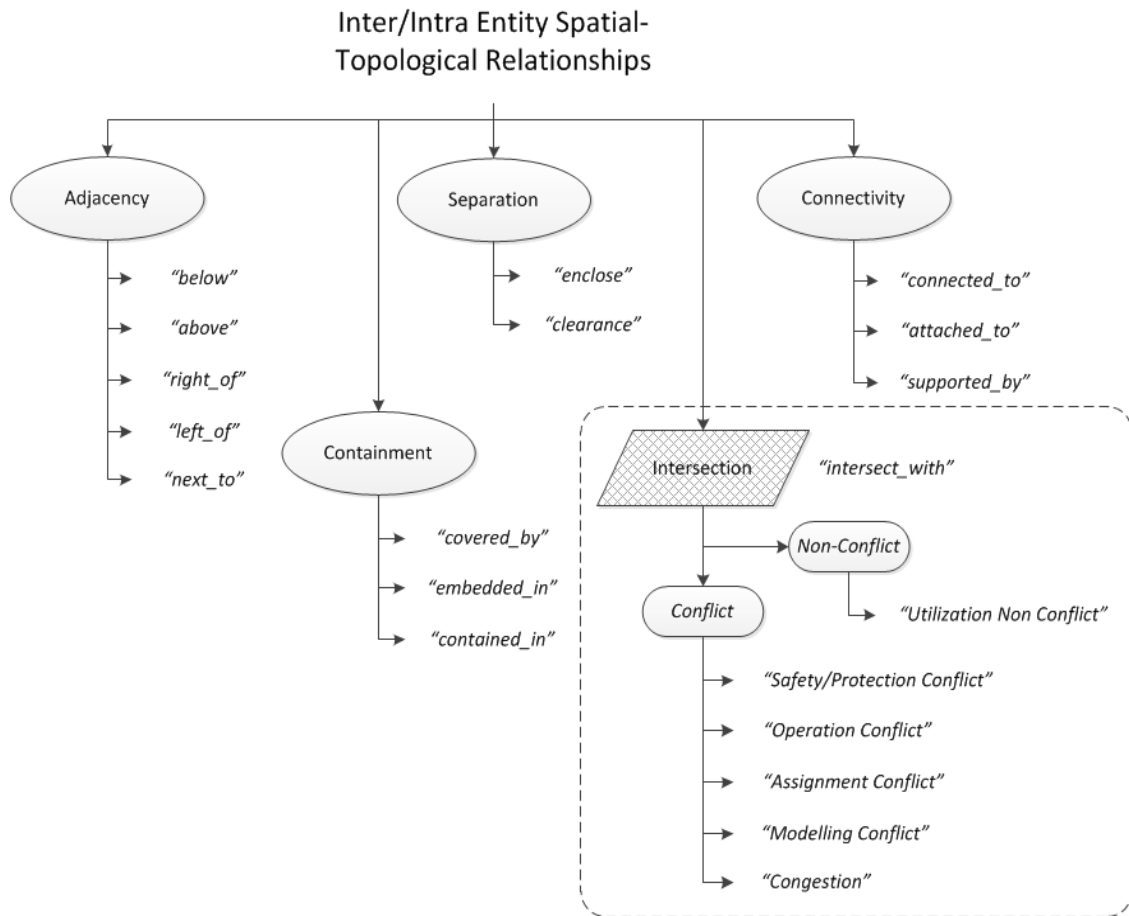 Inter/Intra Entity Spatial-
Topological Relationships
Adjacency
“below”
“above”
“right_of”
“left_of”
“next_to”
Containment
“covered_by”
“embedded_in”
“contained_in”
Separation
“enclose”
“clearance”
Connectivity
“connected_to”
“attached_to”
“supported_by”
Intersection
“intersect_with”
Non-Conflict
“Utilization Non Conflict”
Conflict
“Safety/Protection Conflict”
“Operation Conflict”
“Assignment Conflict”
“Modelling Conflict”
“Congestion”